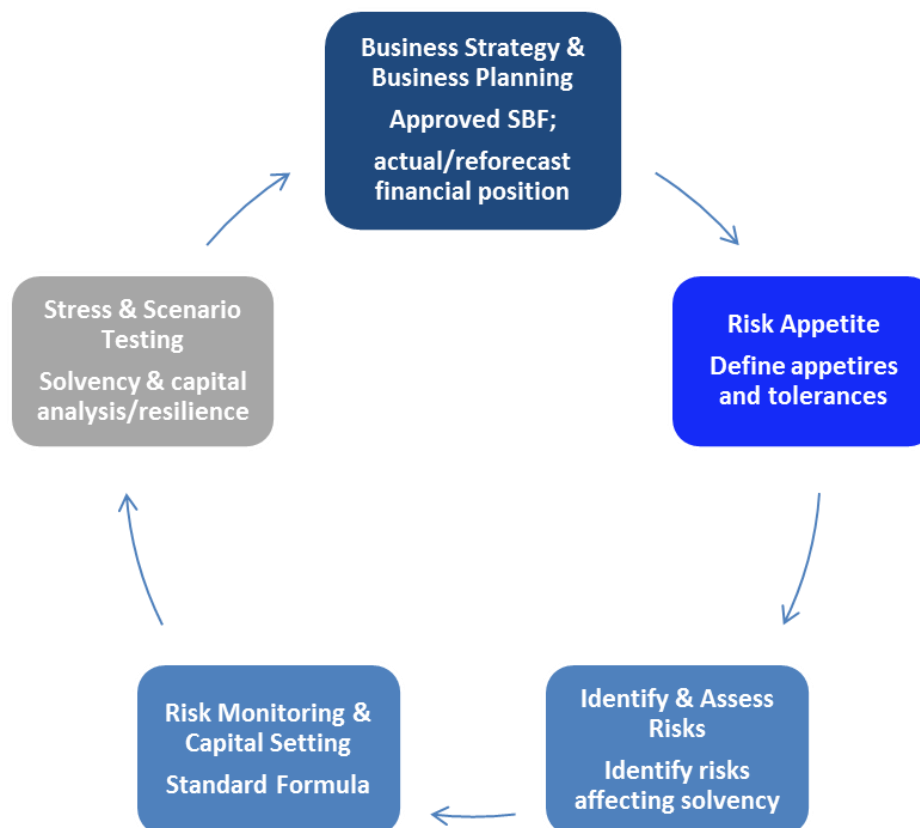 Business Strategy &
Business Planning
Approved SBF;
actual/reforecast
financial position
Risk Appetite
Define appetires
and tolerances
Identify & Assess
Risks
Identify risks
affecting solvency
Risk Monitoring &
Capital Setting
Standard Formula
Stress & Scenario
Testing
Solvency & capital
analysis/resilience